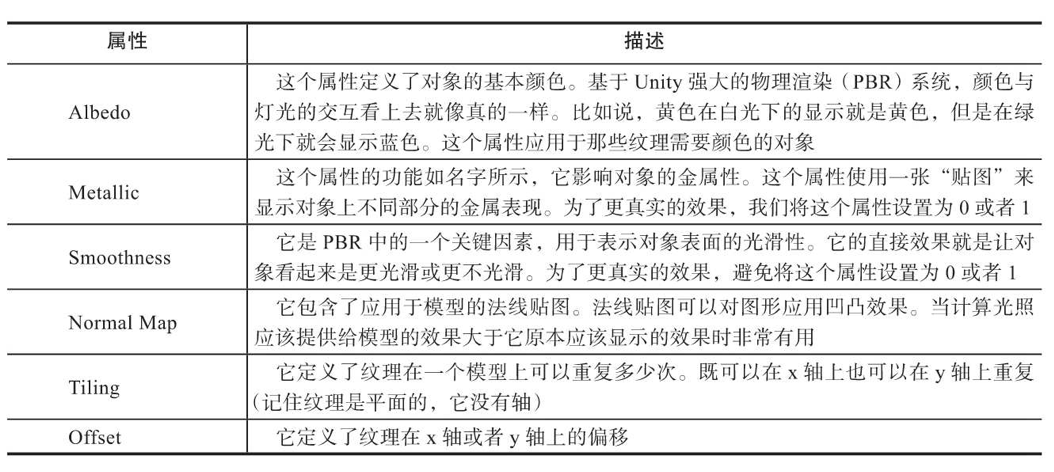 属性 描述
Albedo 这个属性定义了对象的基本颜色。基于 Unity 强大的物理渲染（PBR）系统，颜色与
灯光的交互看上去就像真的一样。比如说，黄色在白光下的显示就是黄色，但是在绿
光下就会显示蓝色。这个属性应用于那些纹理需要颜色的对象
Metallic 这个属性的功能如名字所示，它影响对象的金属性。这个属性使用一张“贴图”来
显示对象上不同部分的金属表现。为了更真实的效果，我们将这个属性设置为 0 或者 1
Smoothness 它是 PBR 中的一个关键因素，用于表示对象表面的光滑性。它的直接效果就是让对
象看起来是更光滑或更不光滑。为了更真实的效果，避免将这个属性设置为 0 或者 1
Normal Map 它包含了应用于模型的法线贴图。法线贴图可以对图形应用凹凸效果。当计算光照
应该提供给模型的效果大于它原本应该显示的效果时非常有用
Tiling 它定义了纹理在一个模型上可以重复多少次。既可以在 x 轴上也可以在 y 轴上重复
（记住纹理是平面的，它没有轴）
Offset 它定义了纹理在 x 轴或者 y 轴上的偏移